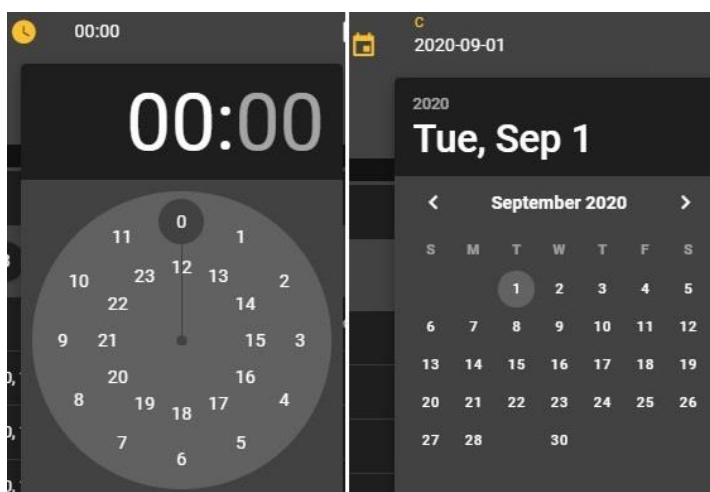 00:00
00:00
0
11 1
10 23 12 13 2
22 14
9 21 15 3
20 16
8 19 18 17 4
7 5
6
C
2020-09-01
2020
Tue, Sep 1
September 2020
S M T W T F S
1 2 3 4 5
6 7 8 9 10 11 12
13 14 15 16 17 18 19
20 21 22 23 24 25 26
27 28 30